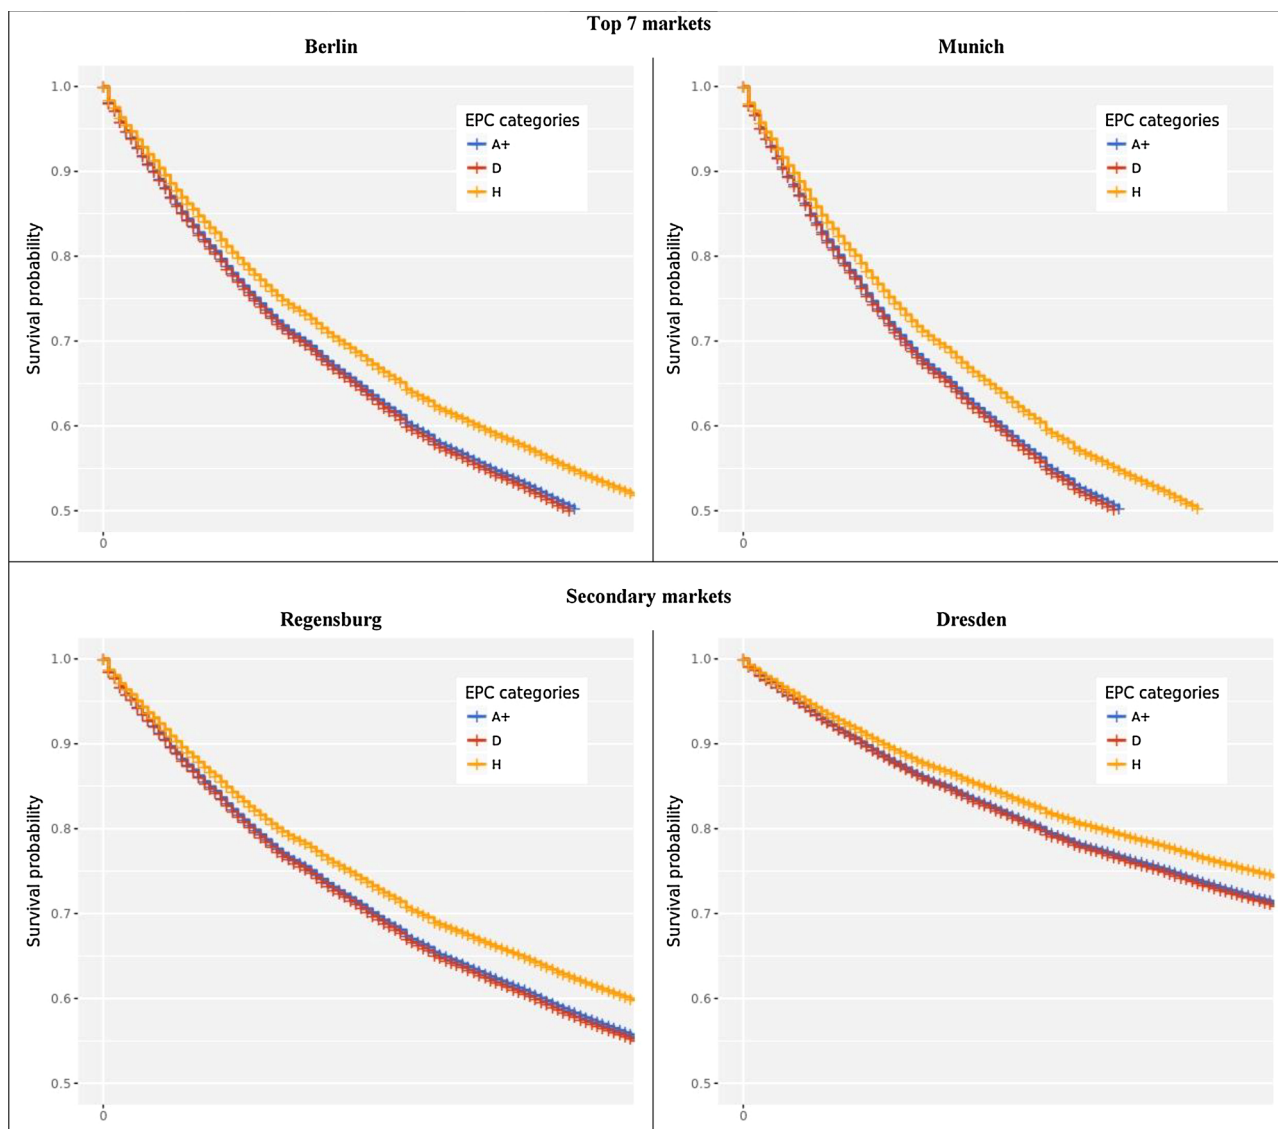 Top 7 markets
Berlin
Munich
1.0
0.9
0.8
0.7
0.6
0.5
0
Survival probability
EPC categories
A+
D
H
1.0
0.9
0.8
0.7
0.6
0.5
0
Survival probability
EPC categories
A+
D
H
Secondary markets
Regensburg
Dresden
1.0
0.9
0.8
0.7
0.6
0.5
0
Survival probability
EPC categories
A+
D
H
1.0
0.9
0.8
0.7
0.6
0.5
0
Survival probability
EPC categories
A+
D
H